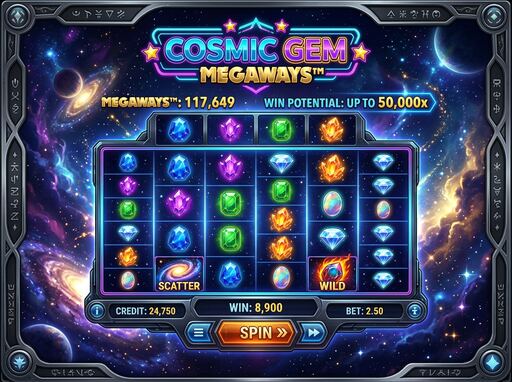 COSMIC GEM
MEGAWAYS™
MEGAWAYS™: 117,649
WIN POTENTIAL: UP TO 50,000x
SCATTER
WILD
CREDIT: 24,750
WIN: 8,900
BET: 2.50
SPIN